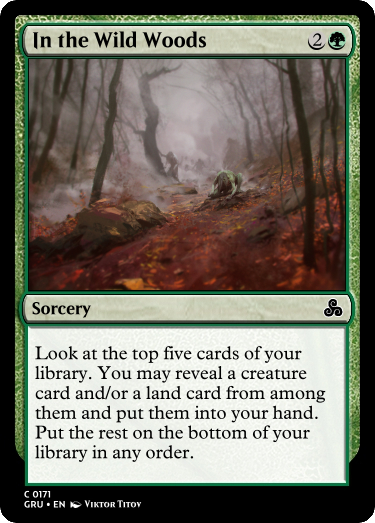 In the Wild Woods 2
Sorcery
Look at the top five cards of your
library. You may reveal a creature
card and/or a land card from among
them and put them into your hand.
Put the rest on the bottom of your
library in any order.
C 0171
GRU • EN Viktor Titov